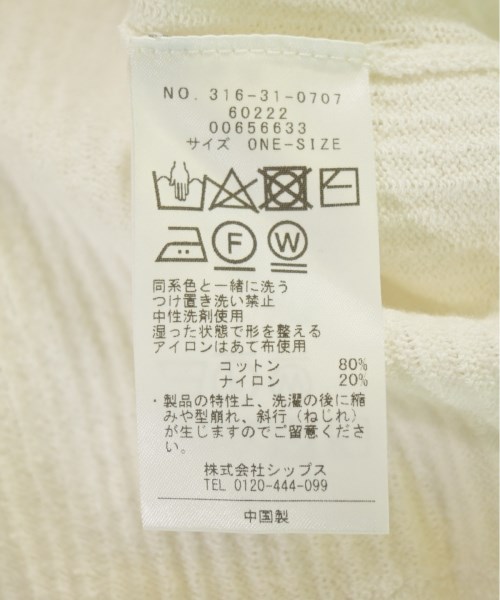 NO. 316-31-0707
60222
00656633
サイズ ONE-SIZE
F W
同系色と一緒に洗う
つけ置き洗い禁止
中性洗剤使用
湿った状態で形を整える
アイロンはあて布使用
コットン 80%
ナイロン 20%
・製品の特性上、洗濯の後に縮
みや型崩れ、斜行(ねじれ)
が生じますのでご留意くださ
い。
株式会社シップス
TEL 0120-444-099
中国製